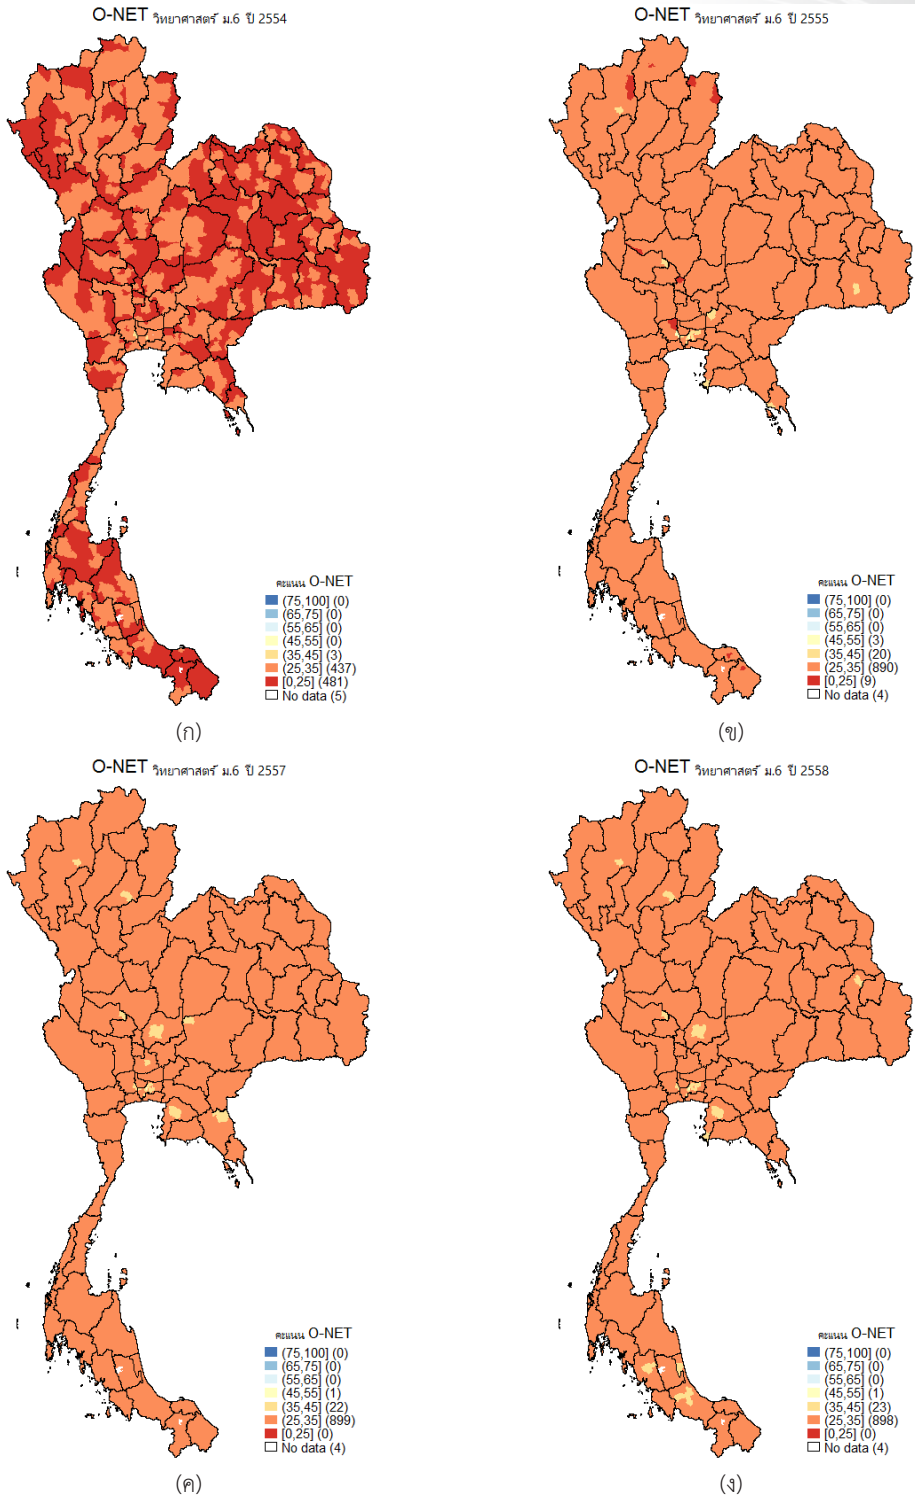 O-NET วิทยาศาสตร์ ม.6 ปี 2554
คะแนน O-NET
(75,100] (0)
(65,75] (0)
(55,65] (0)
(45,55] (0)
(35,45] (3)
(25,35] (437)
[0,25] (481)
No data (5)
(ก)
O-NET วิทยาศาสตร์ ม.6 ปี 2555
คะแนน O-NET
(75,100] (0)
(65,75] (0)
(55,65] (0)
(45,55] (3)
(35,45] (20)
(25,35] (890)
[0,25] (9)
No data (4)
(ข)
O-NET วิทยาศาสตร์ ม.6 ปี 2557
คะแนน O-NET
(75,100] (0)
(65,75] (0)
(55,65] (0)
(45,55] (1)
(35,45] (22)
(25,35] (899)
[0,25] (0)
No data (4)
(ค)
O-NET วิทยาศาสตร์ ม.6 ปี 2558
คะแนน O-NET
(75,100] (0)
(65,75] (0)
(55,65] (0)
(45,55] (1)
(35,45] (23)
(25,35] (898)
[0,25] (0)
No data (4)
(ง)